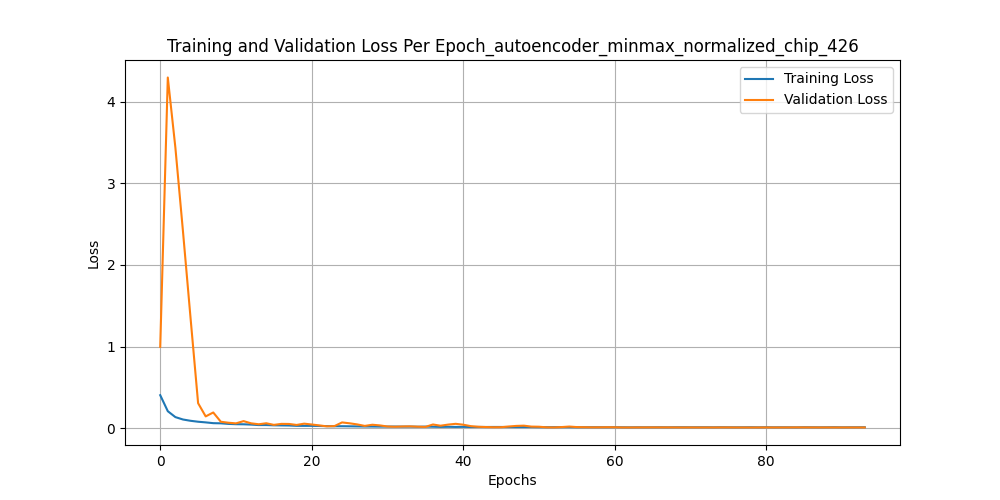 Training and Validation Loss Per Epoch_autoencoder_minmax_normalized_chip_426
Training Loss
Validation Loss
Loss
4
3
2
1
0
0 20 40 60 80
Epochs